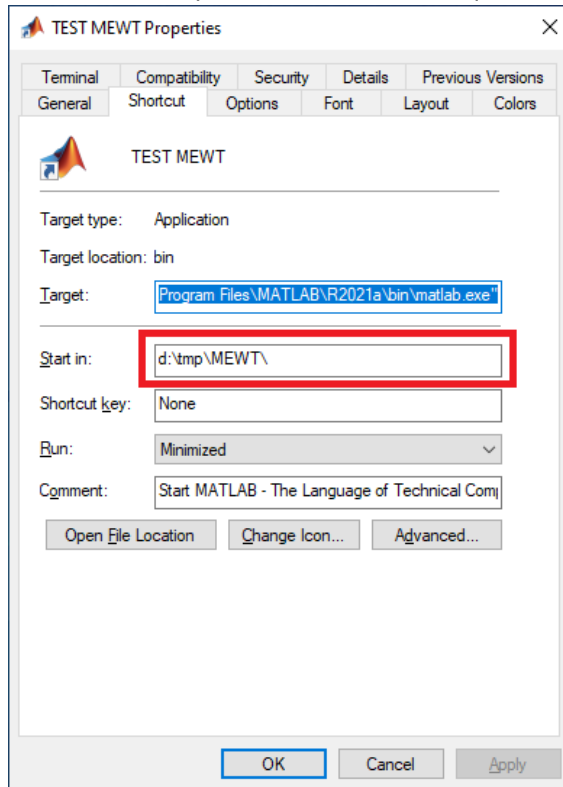 TEST MEWT Properties
Terminal Compatibility Security Details Previous Versions
General Shortcut Options Font Layout Colors
TEST MEWT
Target type: Application
Target location: bin
Target: Program Files\MATLAB\R2021a\bin\matlab.exe"
Start in: d:\tmp\MEWT\
Shortcut key: None
Run: Minimized
Comment: Start MATLAB - The Language of Technical
Open File Location Change Icon... Advanced...
OK Cancel Apply